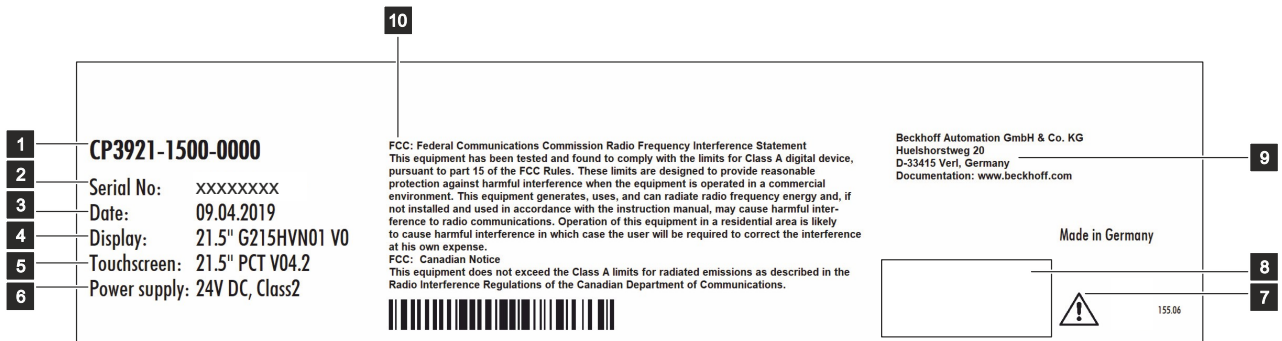 10
1
CP3921-1500-0000
2
Serial No: XXXXXXXX
3
Date: 09.04.2019
4
Display: 21.5" G215HVN01 V0
5
Touchscreen: 21.5" PCT V04.2
6
Power supply: 24V DC, Class2
FCC: Federal Communications Commission Radio Frequency Interference Statement
This equipment has been tested and found to comply with the limits for Class A digital device,
pursuant to part 15 of the FCC Rules. These limits are designed to provide reasonable
protection against harmful interference when the equipment is operated in a commercial
environment. This equipment generates, uses, and can radiate radio frequency energy and, if
not installed and used in accordance with the instruction manual, may cause harmful inter-
ference to radio communications. Operation of this equipment in a residential area is likely
to cause harmful interference in which case the user will be required to correct the interference
at his own expense.
FCC: Canadian Notice
This equipment does not exceed the Class A limits for radiated emissions as described in the
Radio Interference Regulations of the Canadian Department of Communications.
Beckhoff Automation GmbH & Co. KG
Huelshorstweg 20
D-33415 Verl, Germany
Documentation: www.beckhoff.com
9
Made in Germany
8
7
155.06